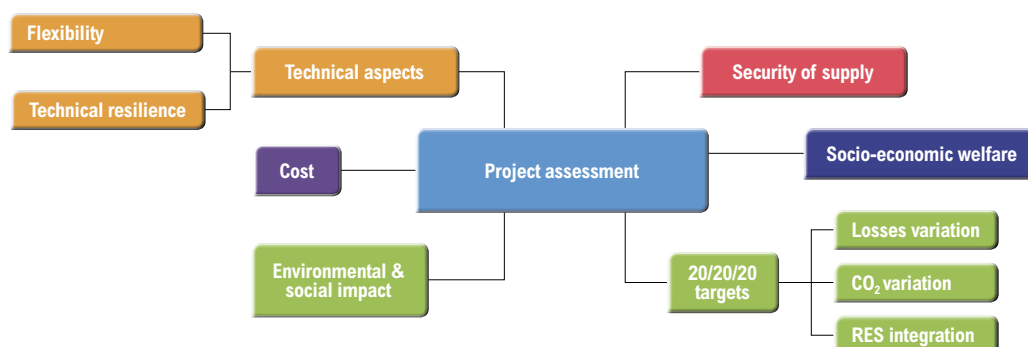 Flexibility
Technical aspects
Security of supply
Technical resilience
Cost
Project assessment
Socio-economic welfare
Environmental &
social impact
20/20/20
targets
Losses variation
CO₂ variation
RES integration